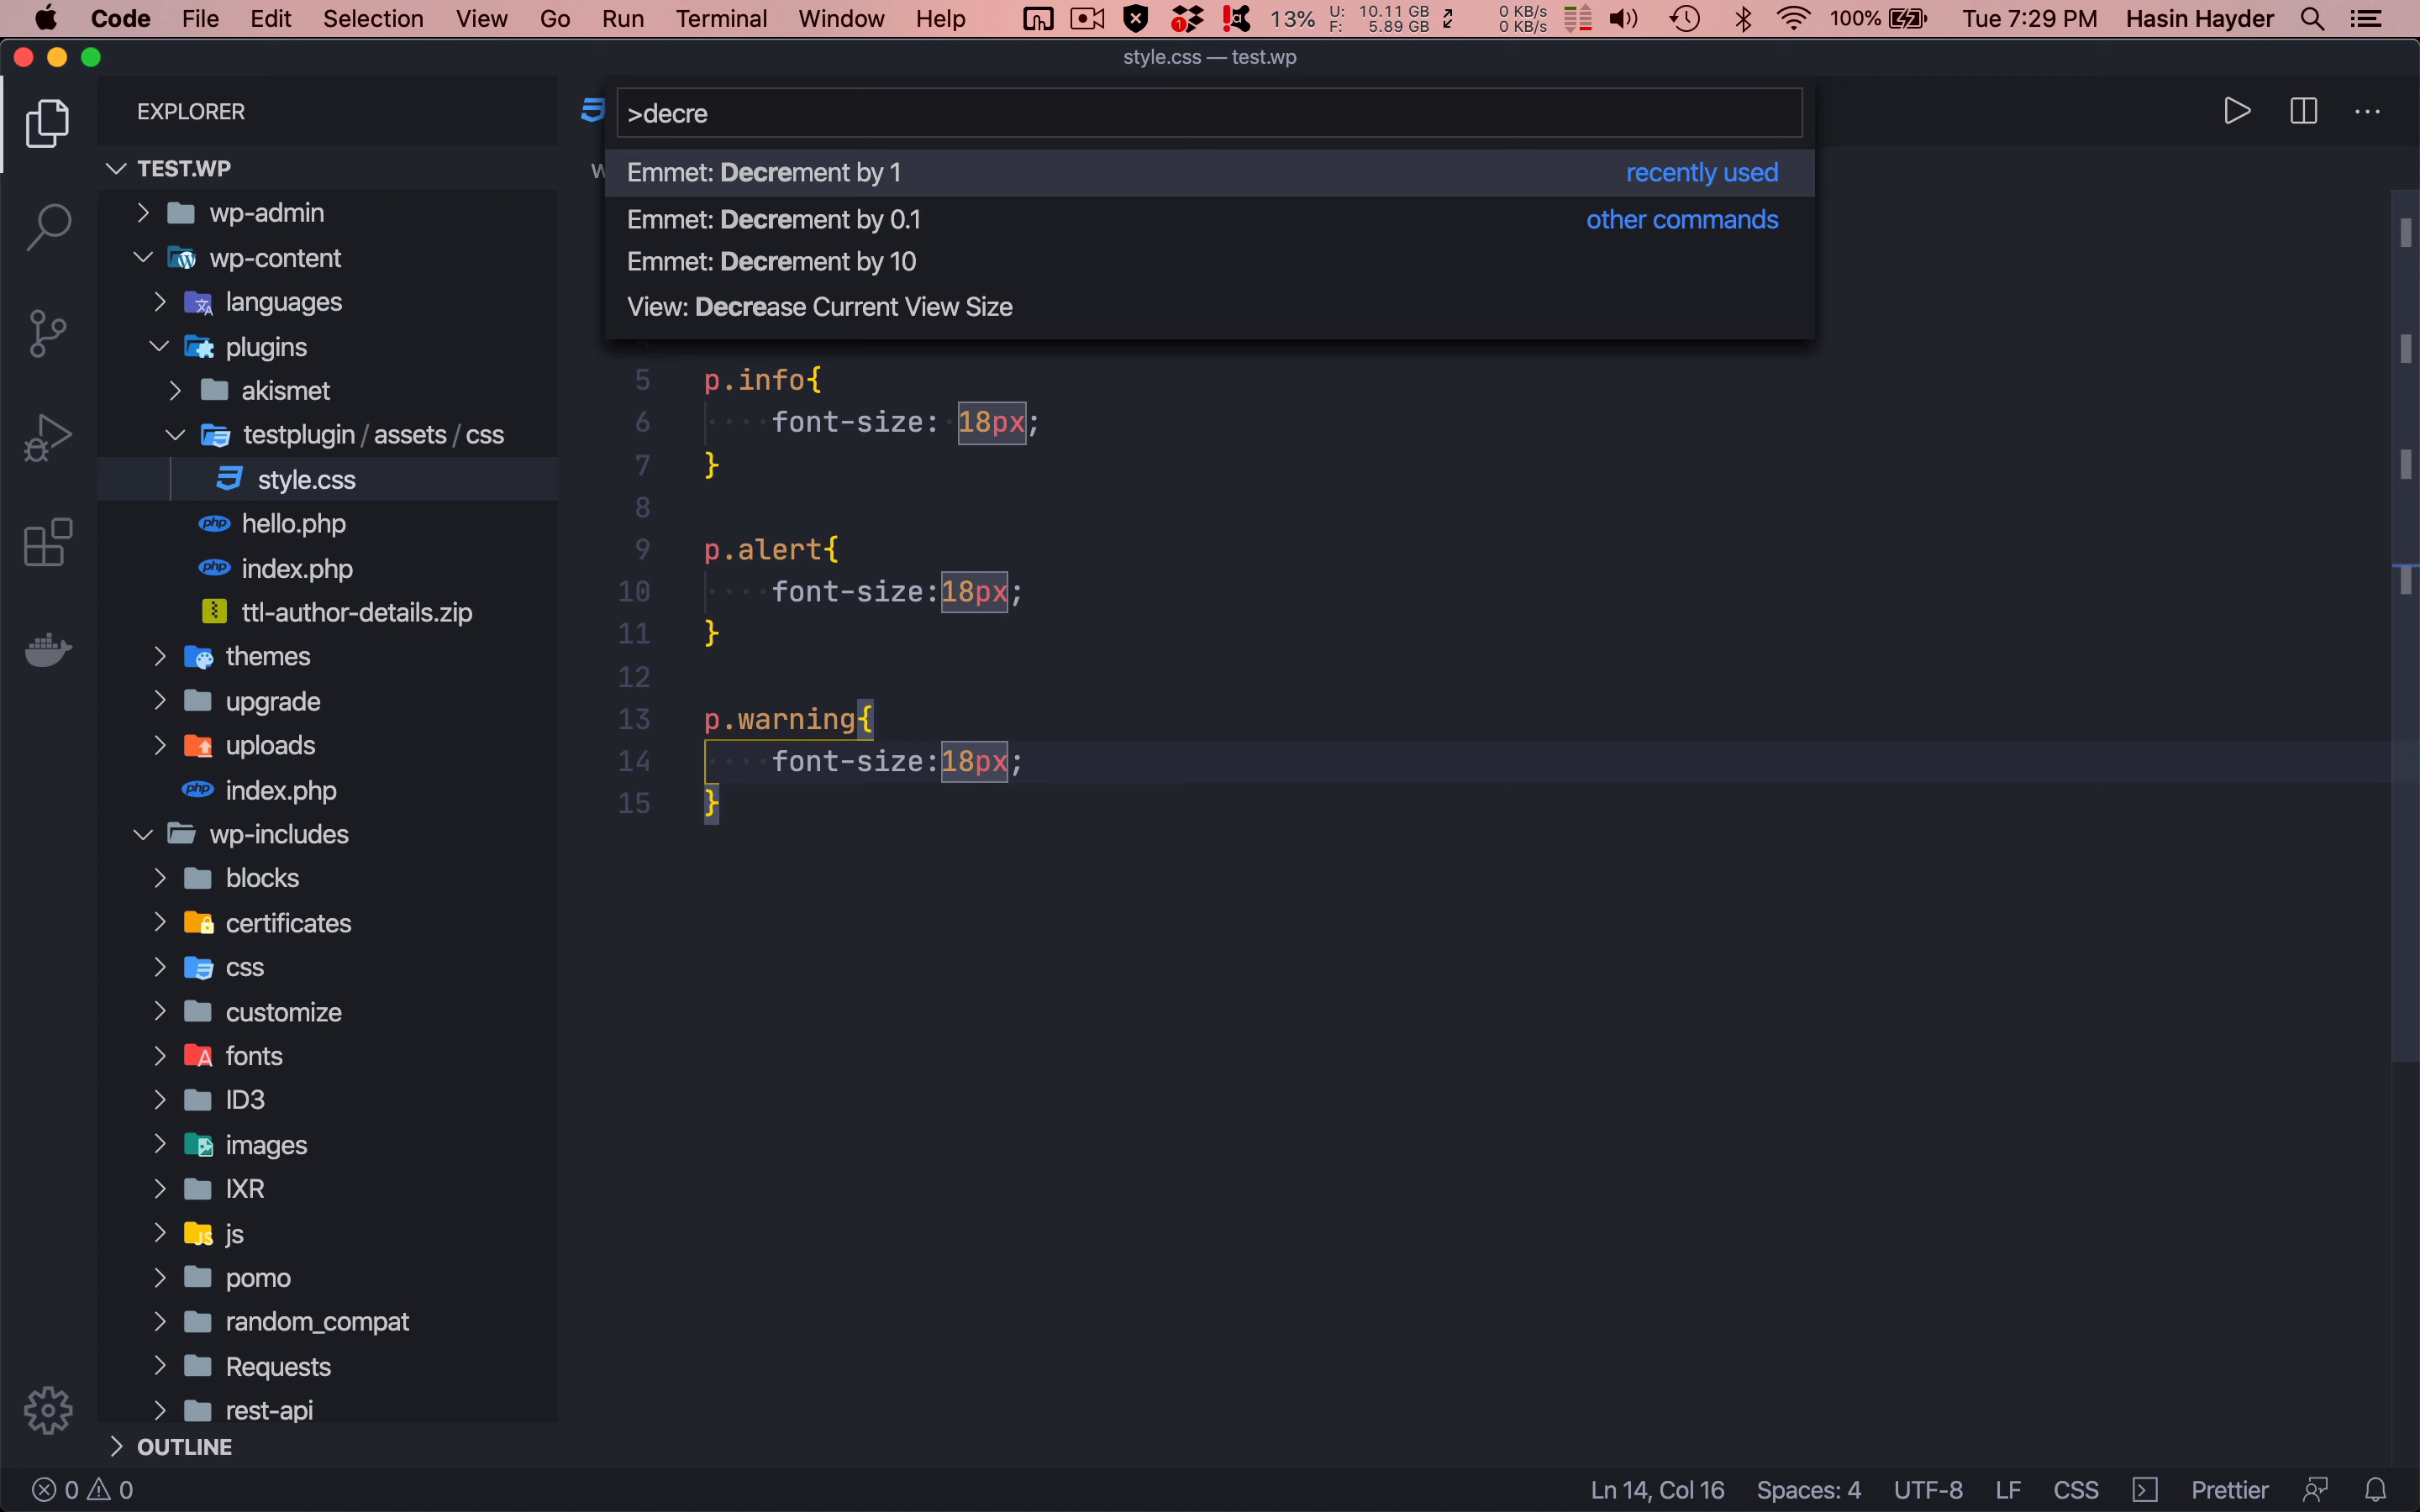 Code File Edit Selection View Go Run Terminal Window Help 13% U: 10.11 GB F: 5.89 GB 0 KB/s 0 KB/s 100% Tue 7:29 PM Hasin Hayder
style.css — test.wp
EXPLORER
TEST.WP
wp-admin
wp-content
languages
plugins
akismet
testplugin / assets / css
style.css
hello.php
index.php
ttl-author-details.zip
themes
upgrade
uploads
index.php
wp-includes
blocks
certificates
css
customize
fonts
ID3
images
IXR
js
pomo
random_compat
Requests
rest-api
OUTLINE
>decre
Emmet: Decrement by 1 recently used
Emmet: Decrement by 0.1 other commands
Emmet: Decrement by 10
View: Decrease Current View Size
5 p.info{
6 font-size: 18px;
7 }
8
9 p.alert{
10 font-size:18px;
11 }
12
13 p.warning{
14 font-size:18px;
15 }
0 0 Ln 14, Col 16 Spaces: 4 UTF-8 LF CSS Prettier